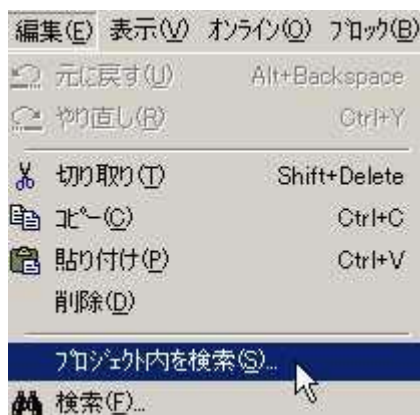 編集(E) 表示(V) オンライン(O) ブロック(B)
元に戻す(U) Alt+Backspace
やり直し(R) Ctrl+Y
切り取り(T) Shift+Delete
コピー(C) Ctrl+C
貼り付け(P) Ctrl+V
削除(D)
プロジェクト内を検索(S)...
検索(F)...